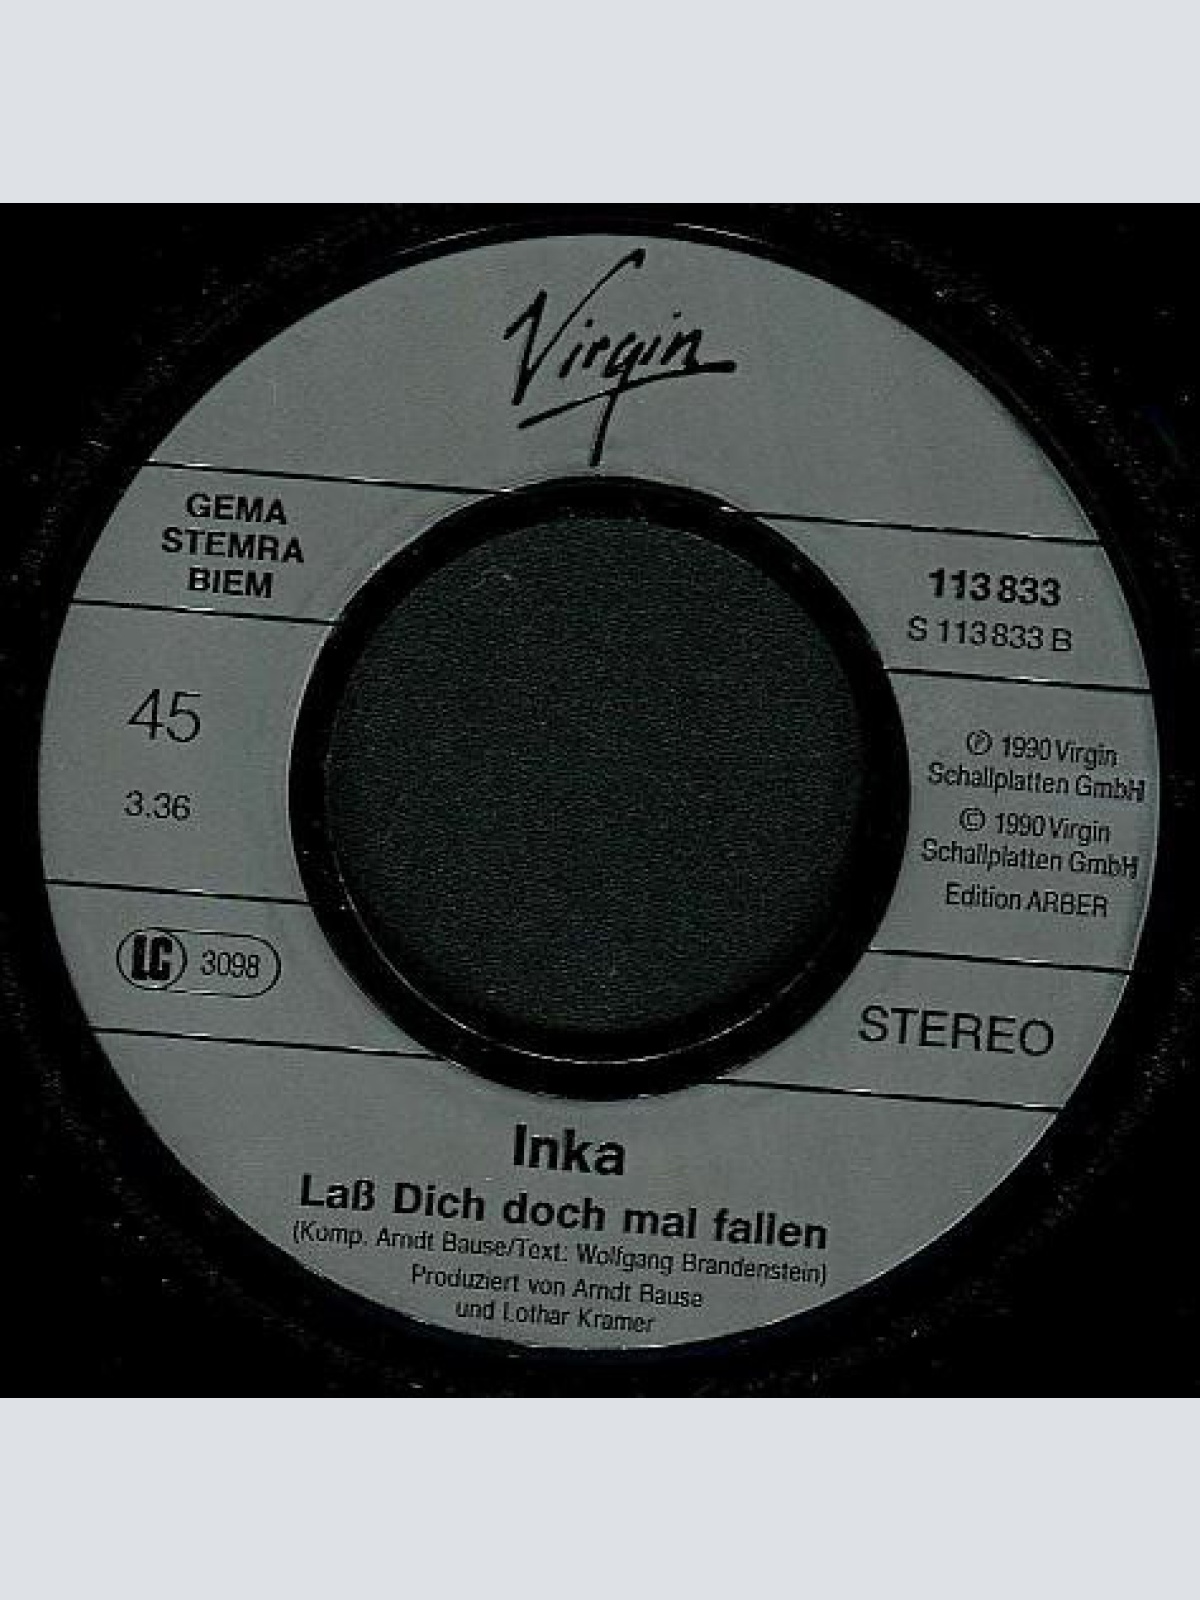 Virgin
GEMA
STEMRA
BIEM
113 833
S 113 833 B
45
3.36
℗ 1990 Virgin
Schallplatten GmbH
© 1990 Virgin
Schallplatten GmbH
Edition ARBER
LC 3098
STEREO
Inka
Laß Dich doch mal fallen
(Komp. Arndt Bause/Text: Wolfgang Brandenstein)
Produziert von Arndt Bause
und Lothar Kramer